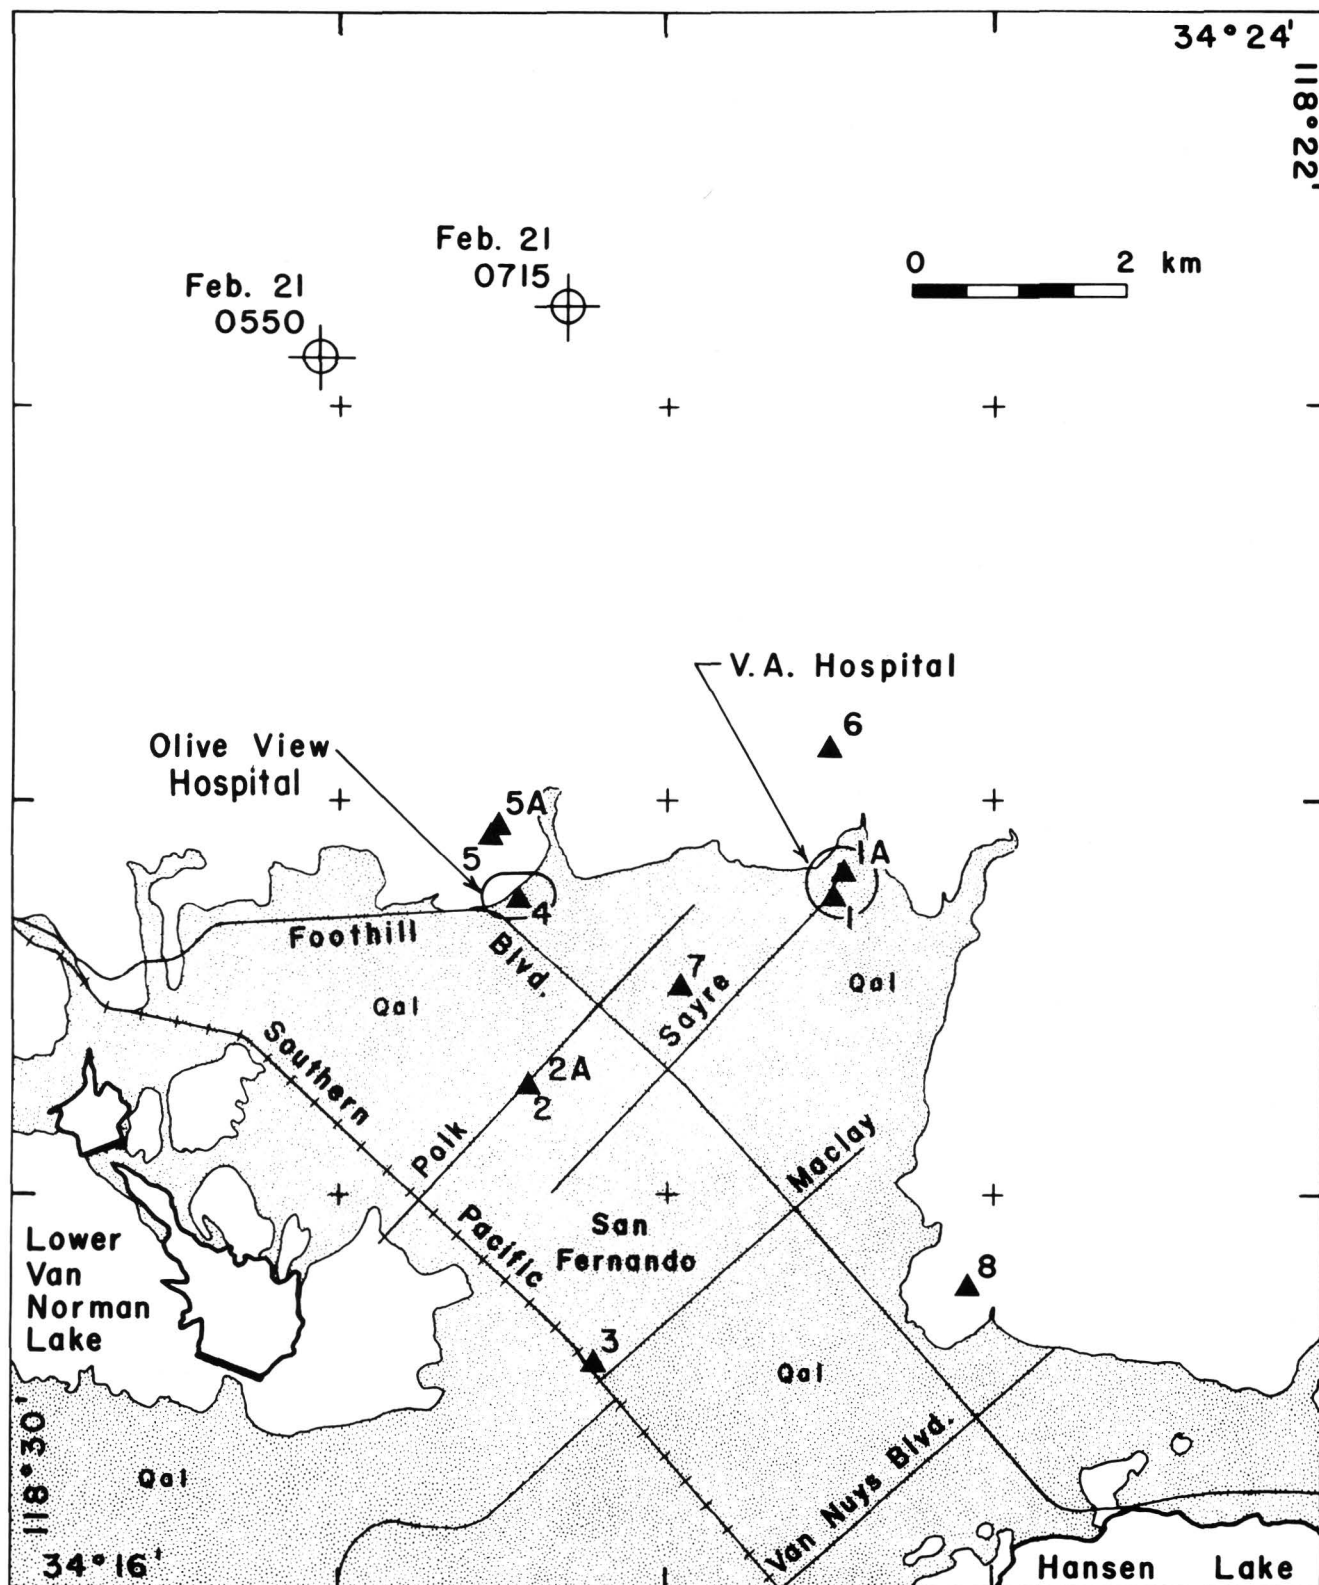 34°24'
118°22'
Feb. 21
0715
Feb. 21
0550
0 2 km
V.A. Hospital
6
Olive View
Hospital
5A
5
1A
4
1
Foothill
Blvd.
7
Qal
Qal
Sayre
Southern
2A
2
Polk
Maclay
Pacific
San
Fernando
Lower
Van
Norman
Lake
8
3
Qal
118°30'
Qal
Van Nuys Blvd.
34°16'
Hansen Lake